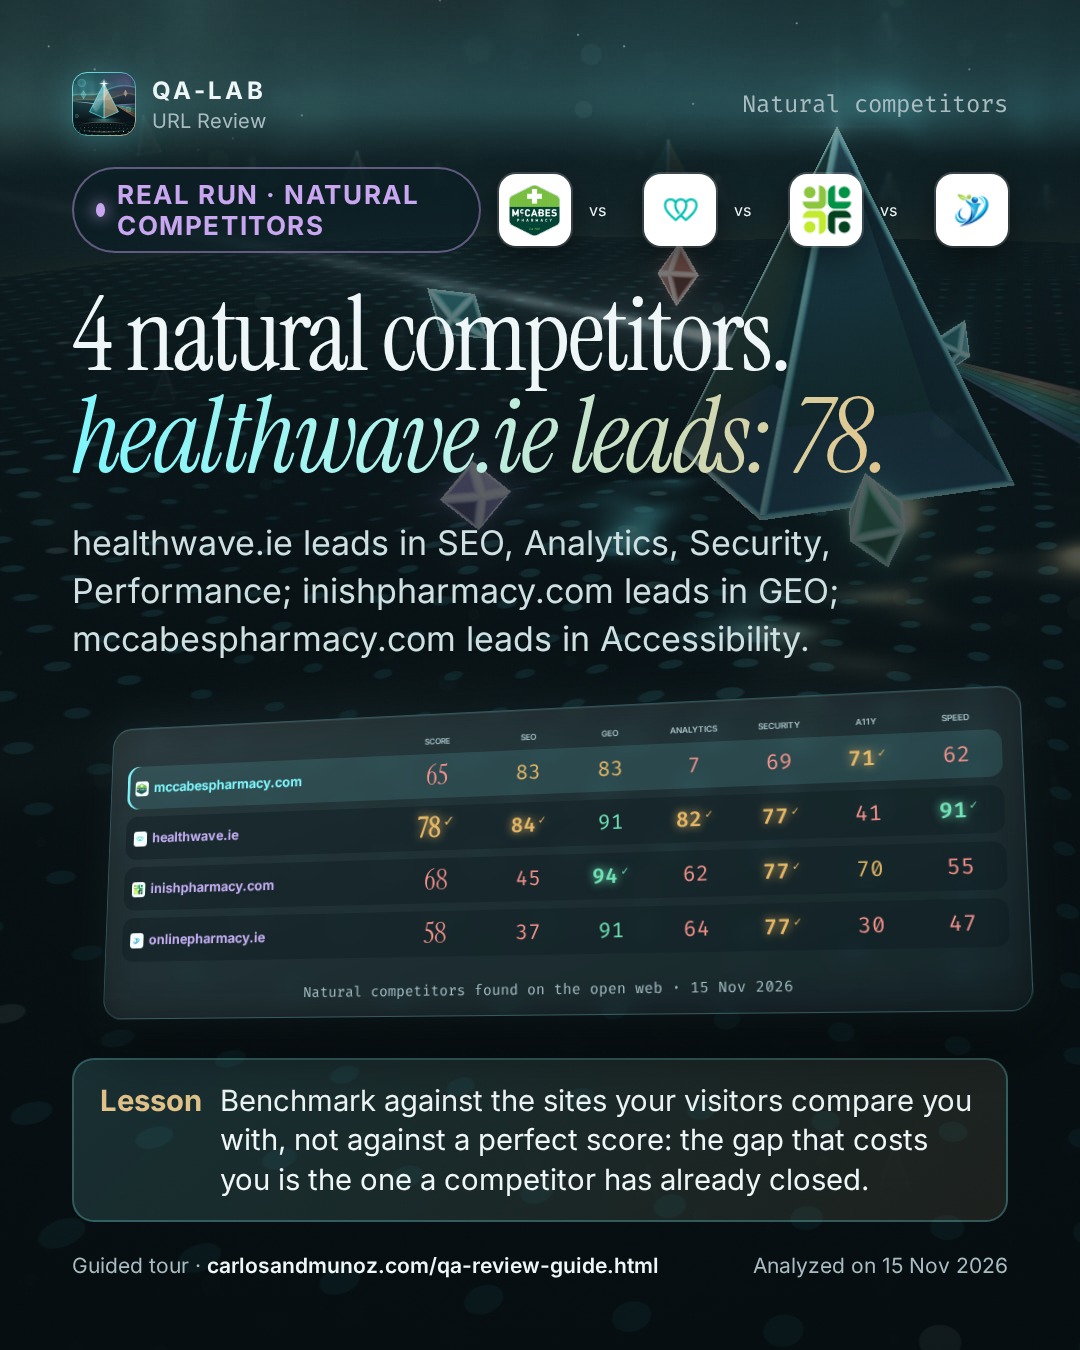 QA-LAB
URL Review
Natural competitors
REAL RUN · NATURAL
COMPETITORS
McCABES
PHARMACY
vs
vs
vs
4 natural competitors.
healthwave.ie leads: 78.
healthwave.ie leads in SEO, Analytics, Security,
Performance; inishpharmacy.com leads in GEO;
mccabespharmacy.com leads in Accessibility.
SCORE SEO GEO ANALYTICS SECURITY A11Y SPEED
mccabespharmacy.com 65 83 83 7 69 71✓ 62
healthwave.ie 78✓ 84✓ 91 82✓ 77✓ 41 91✓
inishpharmacy.com 68 45 94✓ 62 77✓ 70 55
onlinepharmacy.ie 58 37 91 64 77✓ 30 47
Natural competitors found on the open web · 15 Nov 2026
Lesson Benchmark against the sites your visitors compare you
with, not against a perfect score: the gap that costs
you is the one a competitor has already closed.
Guided tour · carlosandmunoz.com/qa-review-guide.html
Analyzed on 15 Nov 2026